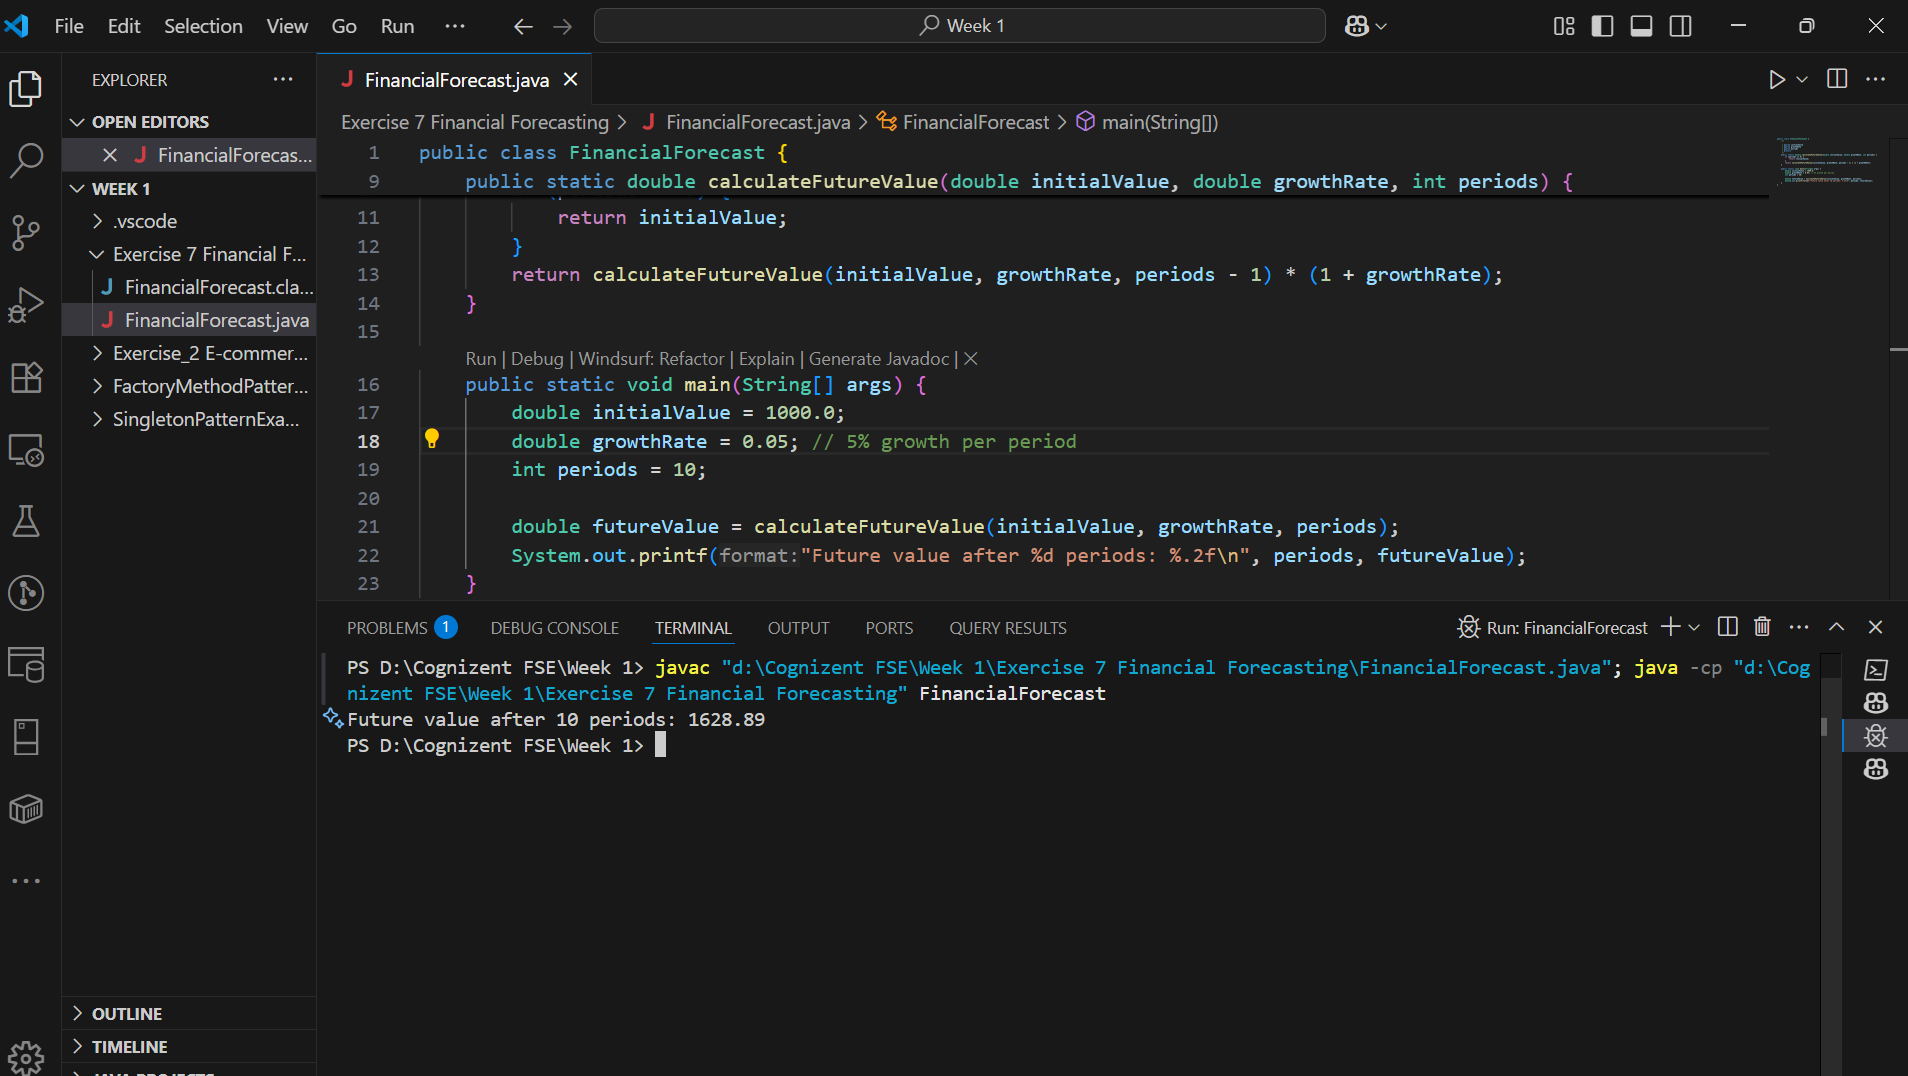 File Edit Selection View Go Run ··· Week 1
EXPLORER
OPEN EDITORS
FinancialForecas...
WEEK 1
.vscode
Exercise 7 Financial F...
FinancialForecast.cla...
FinancialForecast.java
Exercise_2 E-commer...
FactoryMethodPatter...
SingletonPatternExa...
OUTLINE
TIMELINE
JAVA PROJECTS
FinancialForecast.java
Exercise 7 Financial Forecasting > FinancialForecast.java > FinancialForecast > main(String[])
1 public class FinancialForecast {
9 public static double calculateFutureValue(double initialValue, double growthRate, int periods) {
11 return initialValue;
12 }
13 return calculateFutureValue(initialValue, growthRate, periods - 1) * (1 + growthRate);
14 }
15
Run | Debug | Windsurf: Refactor | Explain | Generate Javadoc | X
16 public static void main(String[] args) {
17 double initialValue = 1000.0;
18 double growthRate = 0.05; // 5% growth per period
19 int periods = 10;
20
21 double futureValue = calculateFutureValue(initialValue, growthRate, periods);
22 System.out.printf(format:"Future value after %d periods: %.2f\n", periods, futureValue);
23 }
PROBLEMS 1 DEBUG CONSOLE TERMINAL OUTPUT PORTS QUERY RESULTS Run: FinancialForecast
PS D:\Cognizent FSE\Week 1> javac "d:\Cognizent FSE\Week 1\Exercise 7 Financial Forecasting\FinancialForecast.java"; java -cp "d:\Cog
nizent FSE\Week 1\Exercise 7 Financial Forecasting" FinancialForecast
Future value after 10 periods: 1628.89
PS D:\Cognizent FSE\Week 1>